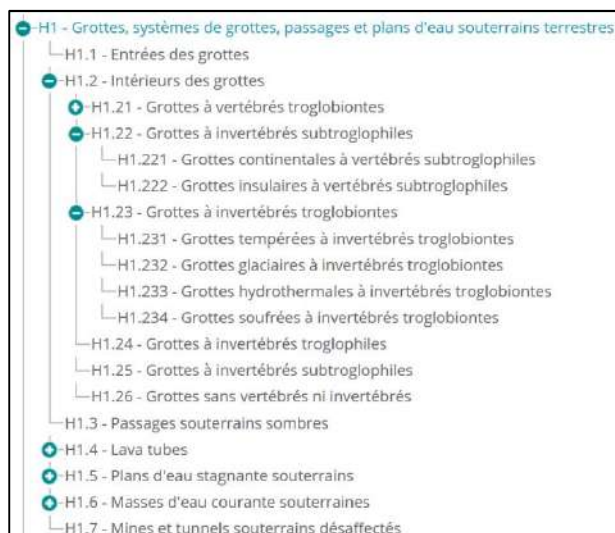 H1 - Grottes, systèmes de grottes, passages et plans d'eau souterrains terrestres
H1.1 - Entrées des grottes
H1.2 - Intérieurs des grottes
H1.21 - Grottes à vertébrés troglobiontes
H1.22 - Grottes à invertébrés subtroglophiles
H1.221 - Grottes continentales à vertébrés subtroglophiles
H1.222 - Grottes insulaires à vertébrés subtroglophiles
H1.23 - Grottes à invertébrés troglobiontes
H1.231 - Grottes tempérées à invertébrés troglobiontes
H1.232 - Grottes glaciaires à invertébrés troglobiontes
H1.233 - Grottes hydrothermales à invertébrés troglobiontes
H1.234 - Grottes soufrées à invertébrés troglobiontes
H1.24 - Grottes à invertébrés troglophiles
H1.25 - Grottes à invertébrés subtroglophiles
H1.26 - Grottes sans vertébrés ni invertébrés
H1.3 - Passages souterrains sombres
H1.4 - Lava tubes
H1.5 - Plans d'eau stagnante souterrains
H1.6 - Masses d'eau courante souterraines
H1.7 - Mines et tunnels souterrains désaffectés